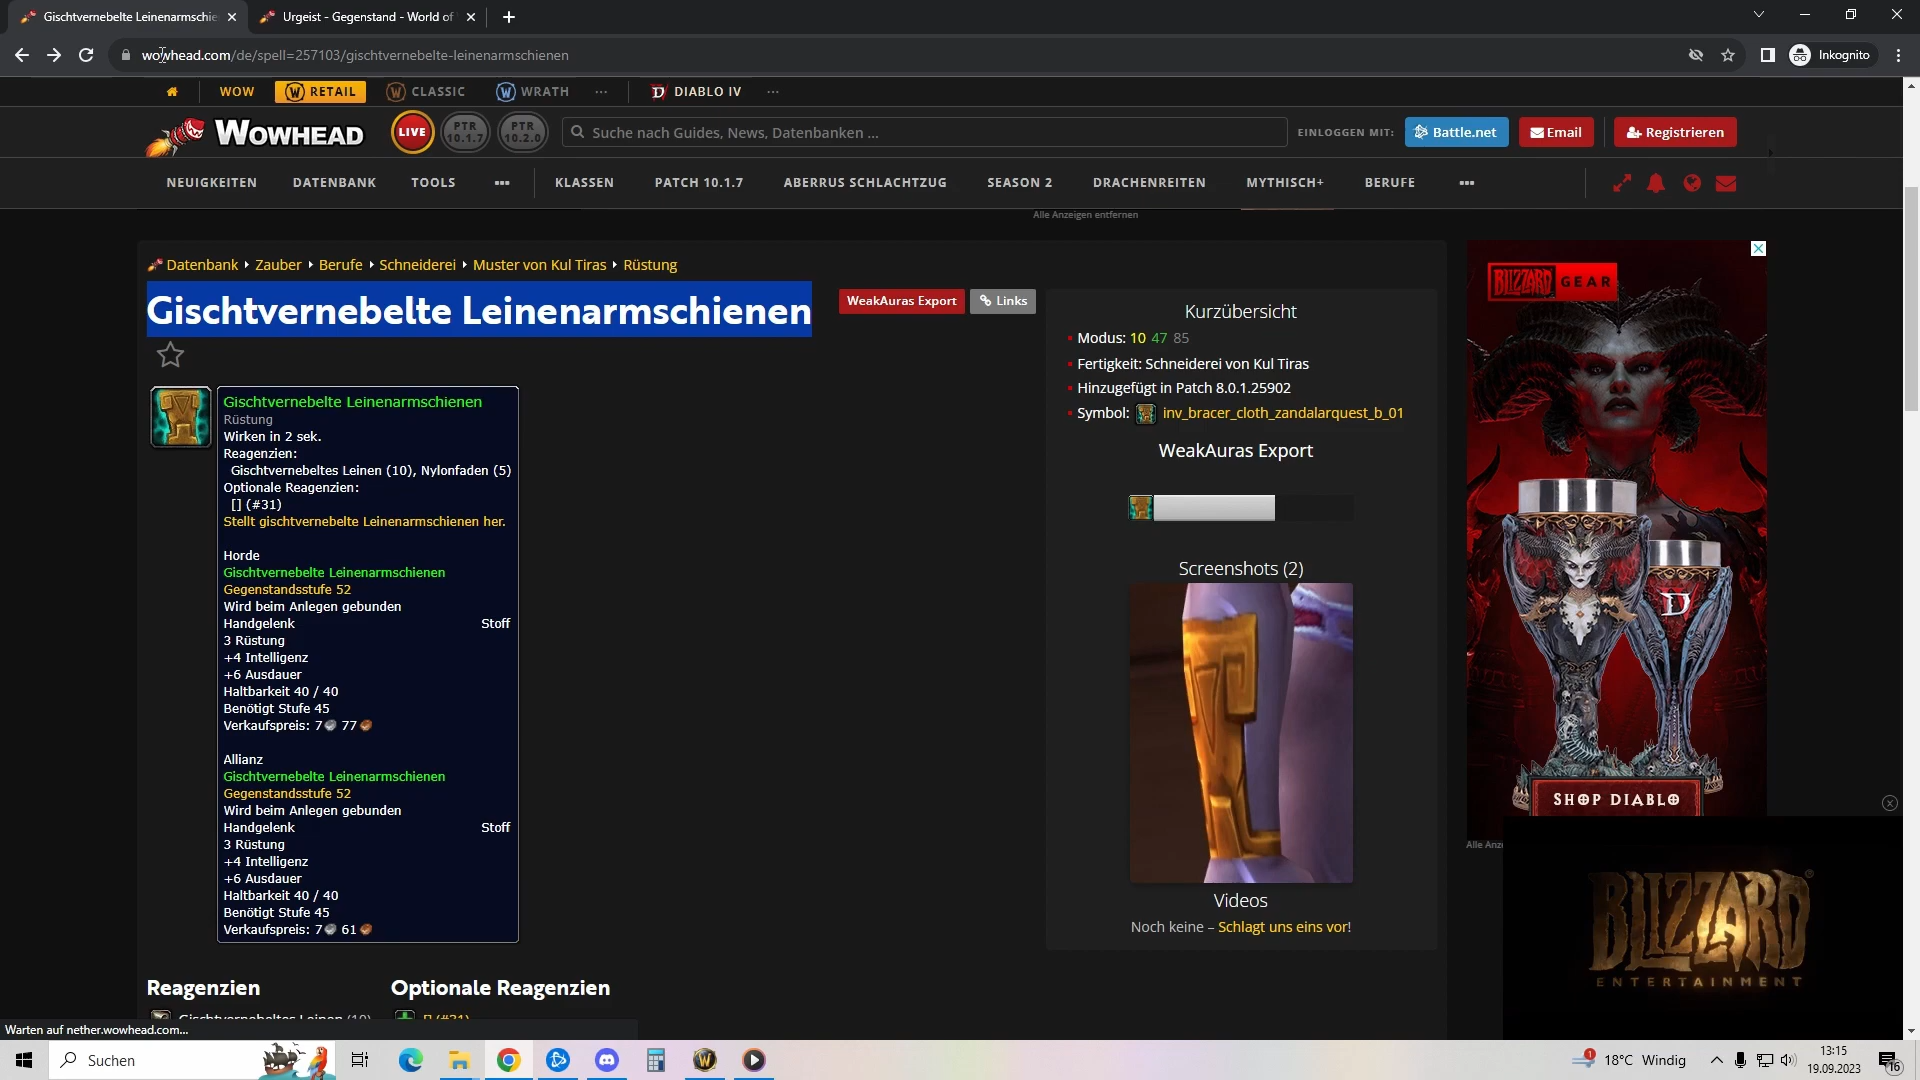 Gischtvernebelte Leinenarmschie
Urgeist - Gegenstand - World of
wowhead.com/de/spell=257103/gischtvernebelte-leinenarmschienen
Inkognito
WOW
RETAIL
CLASSIC
WRATH
DIABLO IV
WOWHEAD
LIVE
PTR 10.1.7
PTR 10.2.0
Suche nach Guides, News, Datenbanken ...
EINLOGGEN MIT:
Battle.net
Email
Registrieren
NEUIGKEITEN
DATENBANK
TOOLS
KLASSEN
PATCH 10.1.7
ABERRUS SCHLACHTZUG
SEASON 2
DRACHENREITEN
MYTHISCH+
BERUFE
Alle Anzeigen entfernen
Datenbank Zauber Berufe Schneiderei Muster von Kul Tiras Rüstung
Gischtvernebelte Leinenarmschienen
WeakAuras Export
Links
Gischtvernebelte Leinenarmschienen
Rüstung
Wirken in 2 sek.
Reagenzien:
Gischtvernebeltes Leinen (10), Nylonfaden (5)
Optionale Reagenzien:
[] (#31)
Stellt gischtvernebelte Leinenarmschienen her.
Horde
Gischtvernebelte Leinenarmschienen
Gegenstandsstufe 52
Wird beim Anlegen gebunden
Handgelenk Stoff
3 Rüstung
+4 Intelligenz
+6 Ausdauer
Haltbarkeit 40 / 40
Benötigt Stufe 45
Verkaufspreis: 7 77
Allianz
Gischtvernebelte Leinenarmschienen
Gegenstandsstufe 52
Wird beim Anlegen gebunden
Handgelenk Stoff
3 Rüstung
+4 Intelligenz
+6 Ausdauer
Haltbarkeit 40 / 40
Benötigt Stufe 45
Verkaufspreis: 7 61
Reagenzien
Gischtvernebeltes Leinen (10)
Optionale Reagenzien
[] (#31)
Kurzübersicht
Modus: 10 47 85
Fertigkeit: Schneiderei von Kul Tiras
Hinzugefügt in Patch 8.0.1.25902
Symbol: inv_bracer_cloth_zandalarquest_b_01
WeakAuras Export
Screenshots (2)
Videos
Noch keine – Schlagt uns eins vor!
BLIZZARD GEAR
SHOP DIABLO
Alle Anze
BLIZZARD
ENTERTAINMENT
Warten auf nether.wowhead.com...
Suchen
1
18°C Windig
13:15
19.09.2023
16